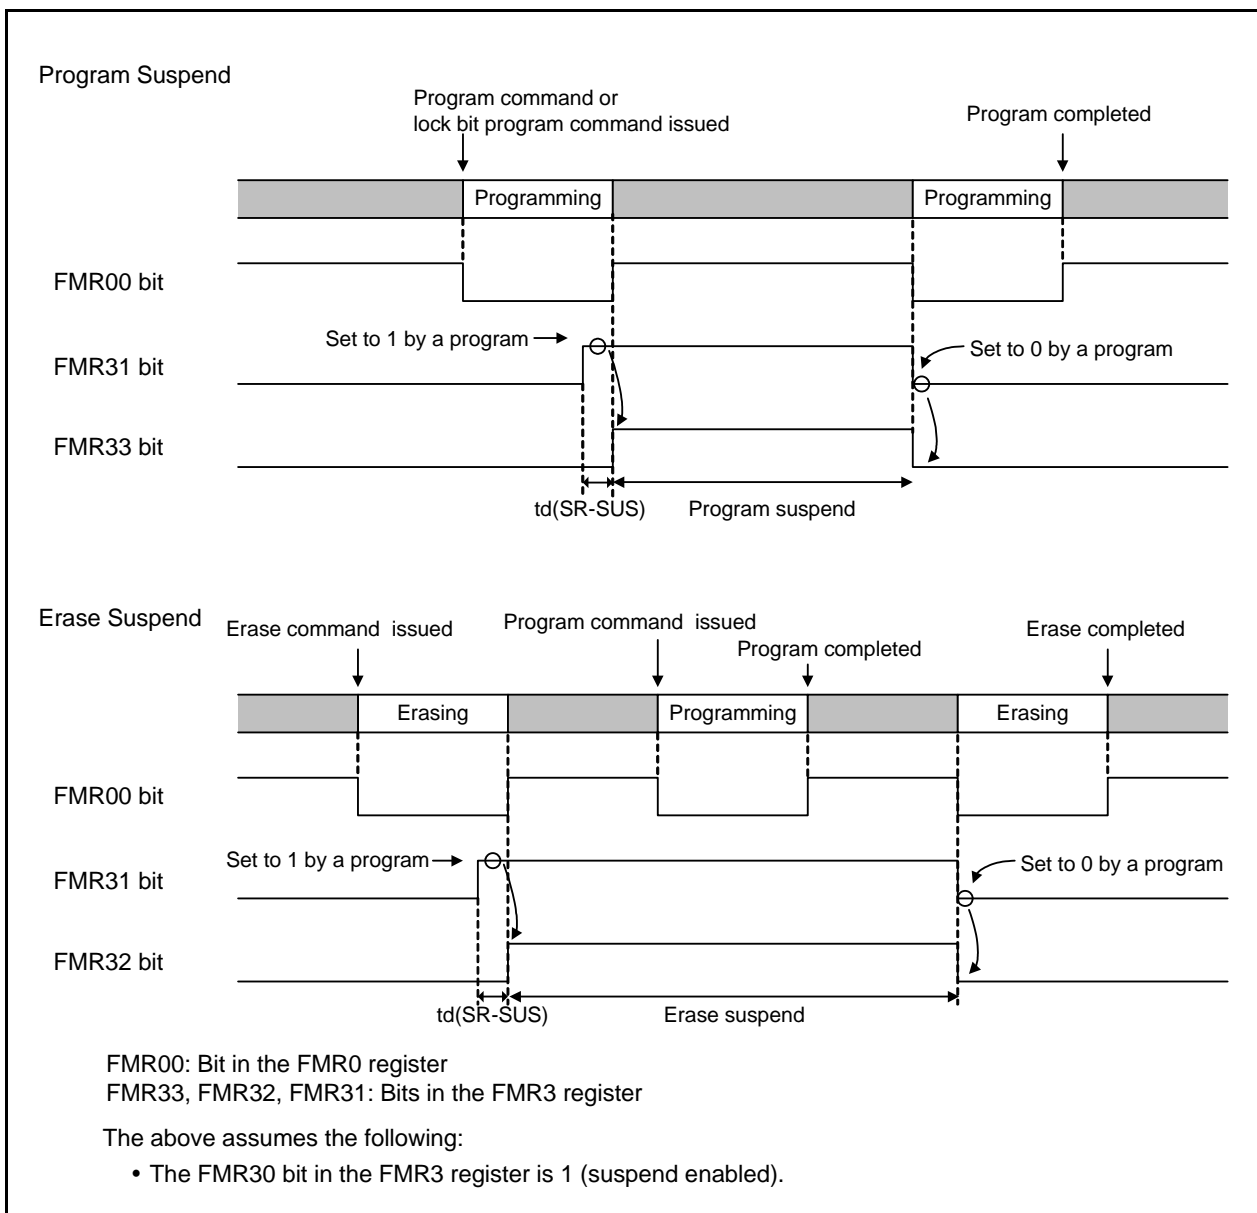 Program Suspend
Program command or
lock bit program command issued
Program completed
Programming
Programming
FMR00 bit
Set to 1 by a program
Set to 0 by a program
FMR31 bit
FMR33 bit
td(SR-SUS)
Program suspend
Erase Suspend
Erase command issued
Program command issued
Program completed
Erase completed
Erasing
Programming
Erasing
FMR00 bit
Set to 1 by a program
Set to 0 by a program
FMR31 bit
FMR32 bit
td(SR-SUS)
Erase suspend
FMR00: Bit in the FMR0 register
FMR33, FMR32, FMR31: Bits in the FMR3 register
The above assumes the following:
• The FMR30 bit in the FMR3 register is 1 (suspend enabled).